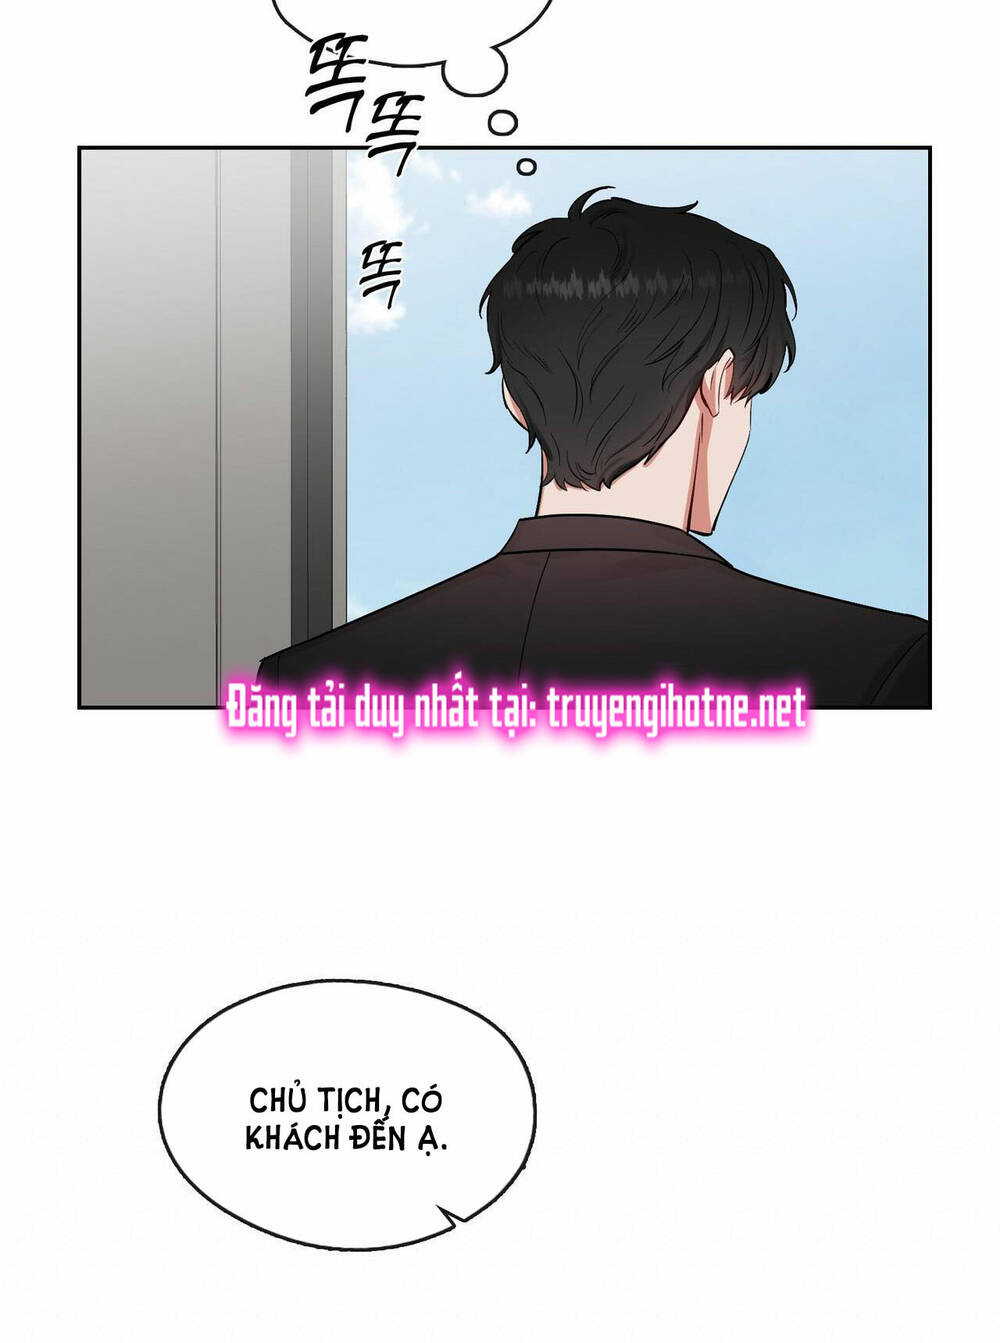 똑
똑
똑
Đăng tải duy nhất tại: truyengihotne.net
CHỦ TỊCH, CÓ
KHÁCH ĐẾN Ạ.